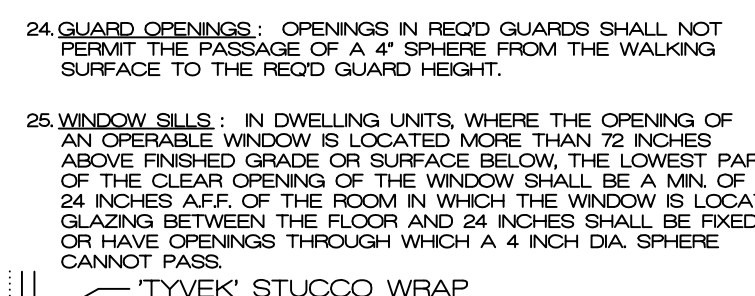 24. GUARD OPENINGS : OPENINGS IN REQ'D GUARDS SHALL NOT
PERMIT THE PASSAGE OF A 4" SPHERE FROM THE WALKING
SURFACE TO THE REQ'D GUARD HEIGHT.
25. WINDOW SILLS : IN DWELLING UNITS, WHERE THE OPENING OF
AN OPERABLE WINDOW IS LOCATED MORE THAN 72 INCHES
ABOVE FINISHED GRADE OR SURFACE BELOW, THE LOWEST PAR
OF THE CLEAR OPENING OF THE WINDOW SHALL BE A MIN. OF
24 INCHES A.F.F. OF THE ROOM IN WHICH THE WINDOW IS LOCAT
GLAZING BETWEEN THE FLOOR AND 24 INCHES SHALL BE FIXED
OR HAVE OPENINGS THROUGH WHICH A 4 INCH DIA. SPHERE
CANNOT PASS.
'TYVEK' STUCCO WRAP